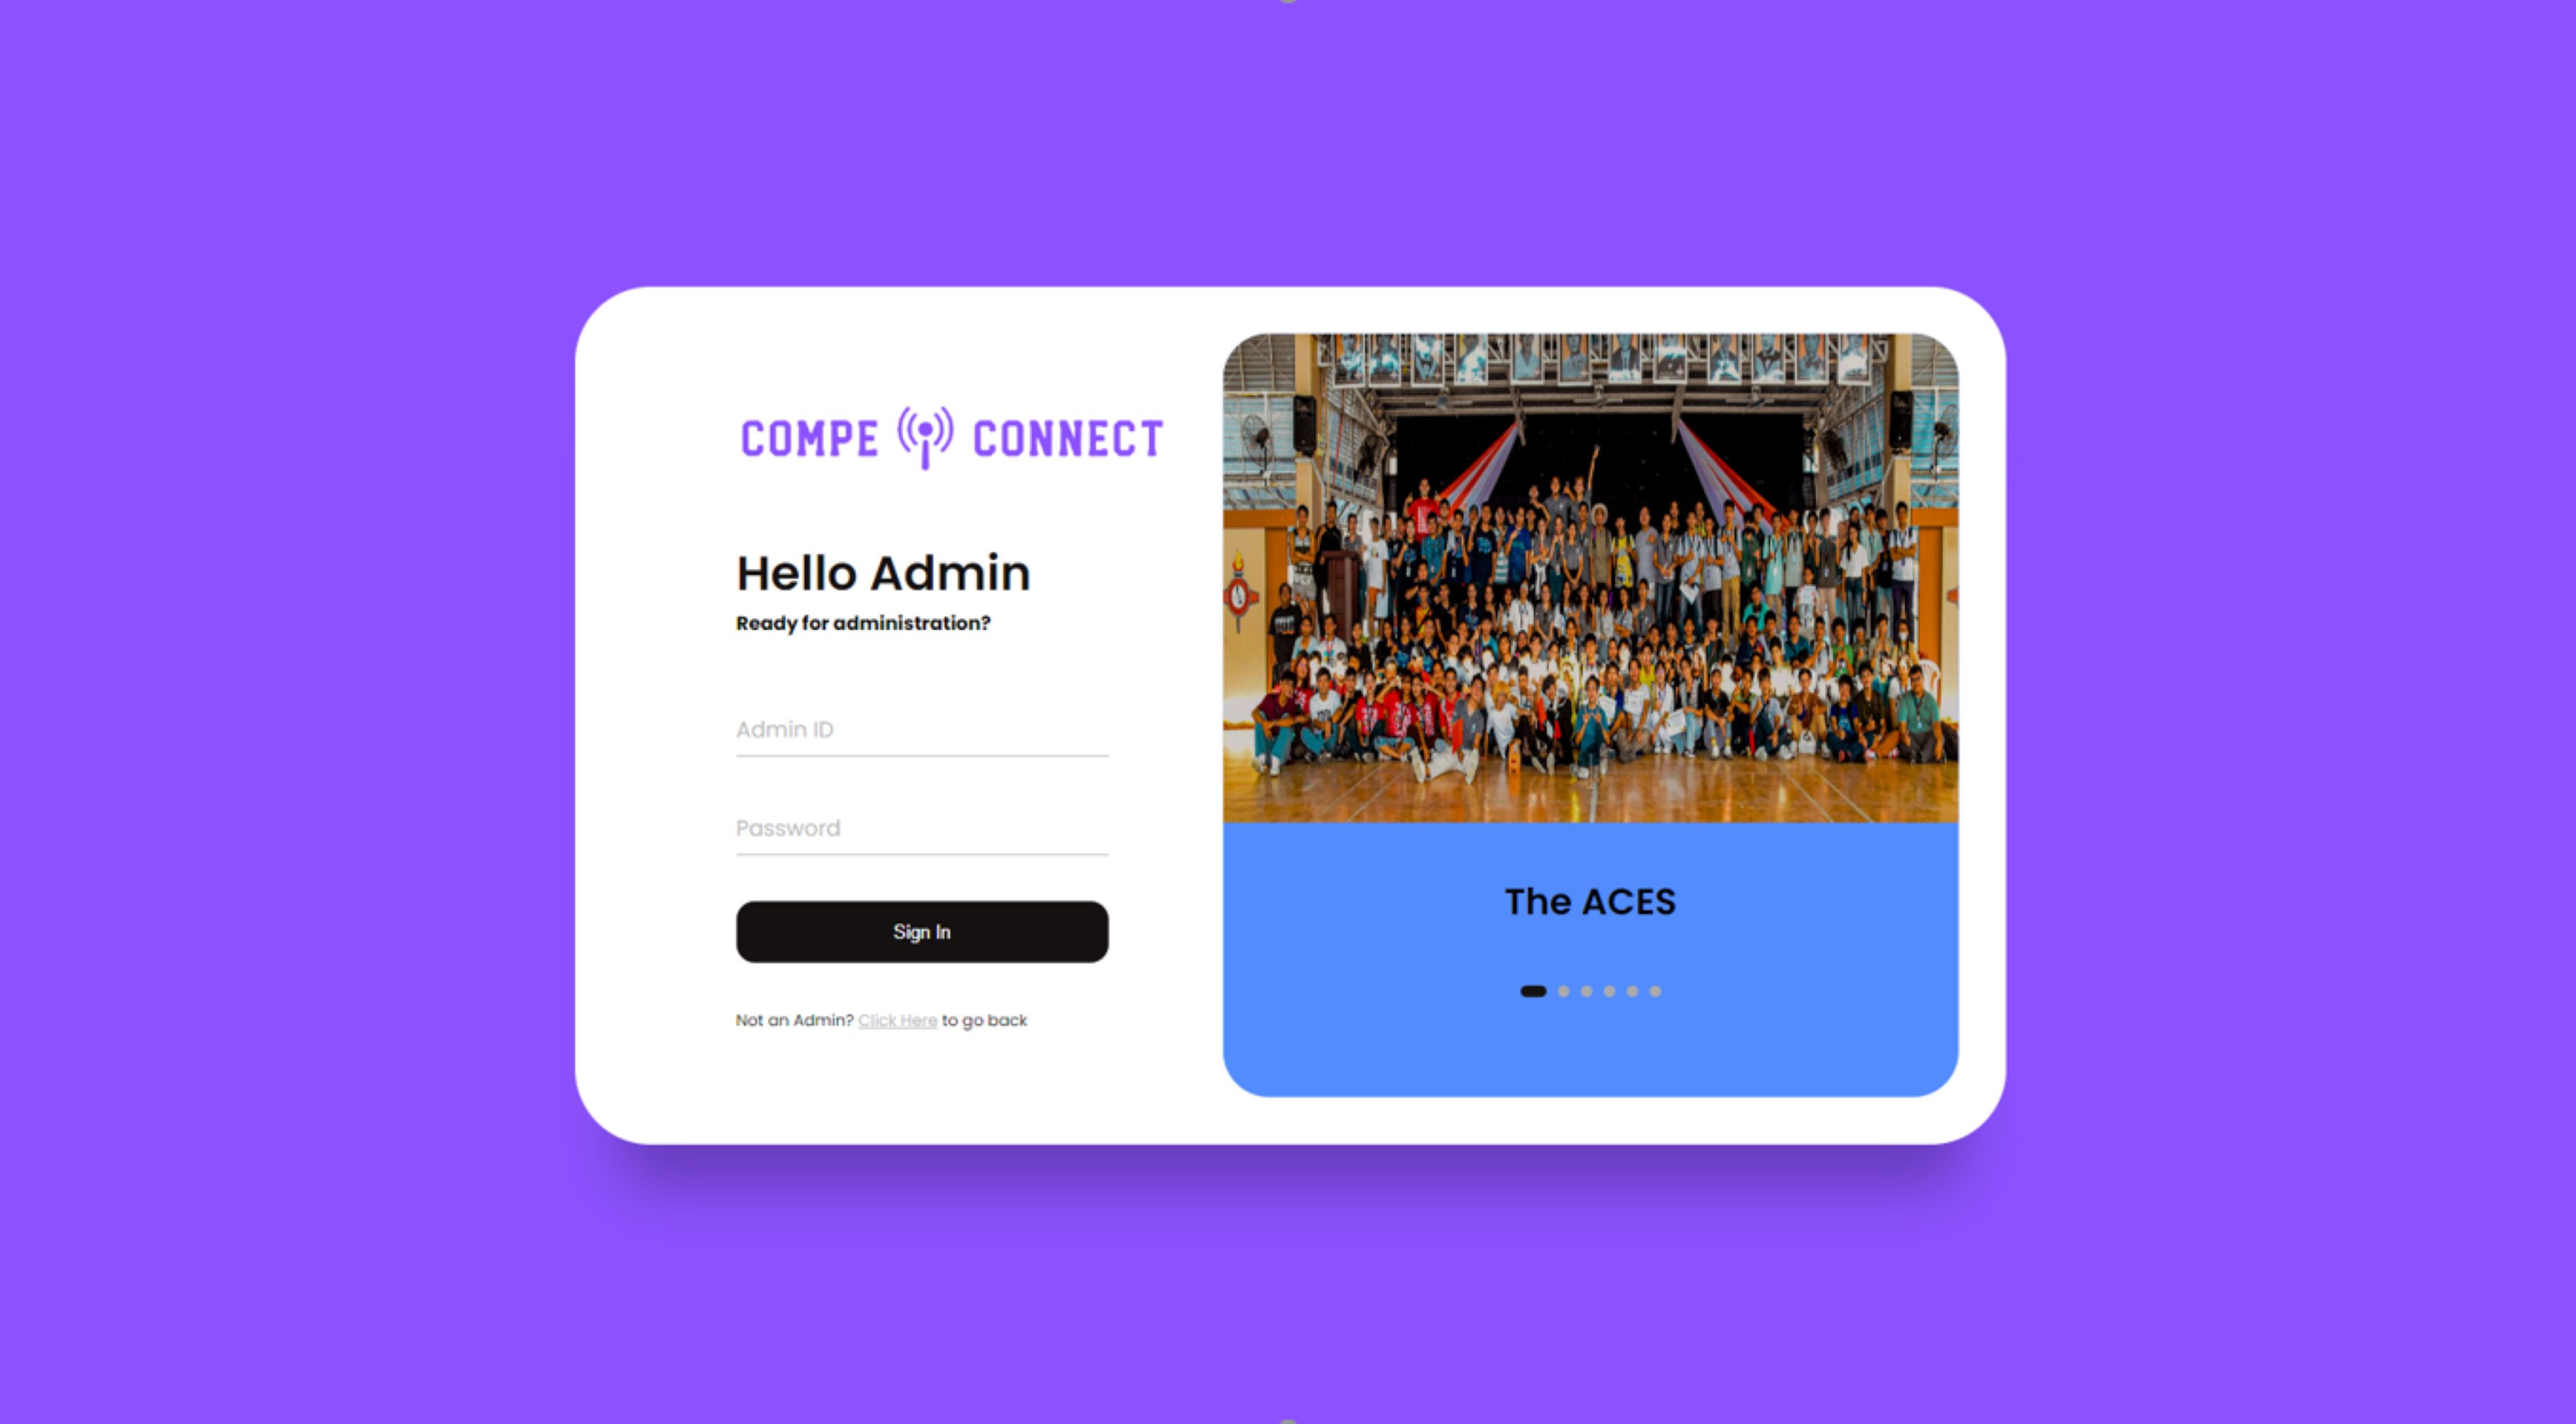 COMPE CONNECT
Hello Admin
Ready for administration?
Admin ID
Password
Sign In
Not an Admin? Click Here to go back
The ACES